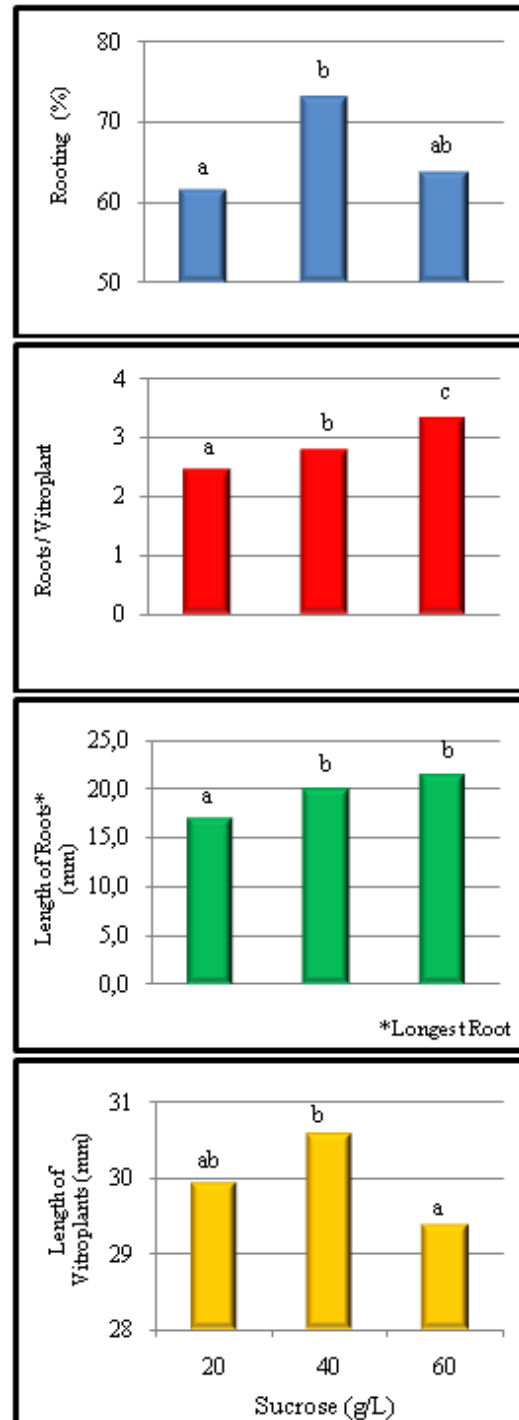 80
70
60
50
Rooting (%)
a
b
ab
4
3
2
1
0
Roots / Vitroplant
a
b
c
25,0
20,0
15,0
10,0
5,0
0,0
Length of Roots*
(mm)
a
b
b
*Longest Root
31
30
29
28
Length of
Vitroplants (mm)
ab
b
a
20 40 60
Sucrose (g/L)